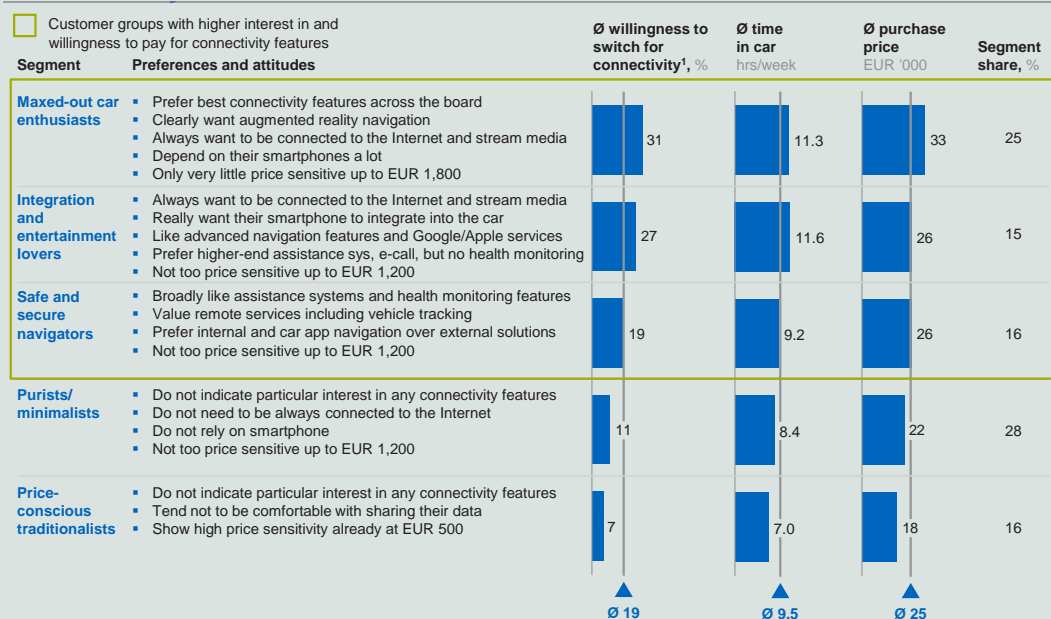 Customer groups with higher interest in and
willingness to pay for connectivity features
Segment
Preferences and attitudes
Ø willingness to
switch for
connectivity¹, %
Ø time
in car
hrs/week
Ø purchase
price
EUR '000
Segment
share, %
Maxed-out car
enthusiasts
▪ Prefer best connectivity features across the board
▪ Clearly want augmented reality navigation
▪ Always want to be connected to the Internet and stream media
▪ Depend on their smartphones a lot
▪ Only very little price sensitive up to EUR 1,800
31
11.3
33
25
Integration
and
entertainment
lovers
▪ Always want to be connected to the Internet and stream media
▪ Really want their smartphone to integrate into the car
▪ Like advanced navigation features and Google/Apple services
▪ Prefer higher-end assistance sys, e-call, but no health monitoring
▪ Not too price sensitive up to EUR 1,200
27
11.6
26
15
Safe and
secure
navigators
▪ Broadly like assistance systems and health monitoring features
▪ Value remote services including vehicle tracking
▪ Prefer internal and car app navigation over external solutions
▪ Not too price sensitive up to EUR 1,200
19
9.2
26
16
Purists/
minimalists
▪ Do not indicate particular interest in any connectivity features
▪ Do not need to be always connected to the Internet
▪ Do not rely on smartphone
▪ Not too price sensitive up to EUR 1,200
11
8.4
22
28
Price-
conscious
traditionalists
▪ Do not indicate particular interest in any connectivity features
▪ Tend not to be comfortable with sharing their data
▪ Show high price sensitivity already at EUR 500
7
7.0
18
16
Ø 19
Ø 9.5
Ø 25